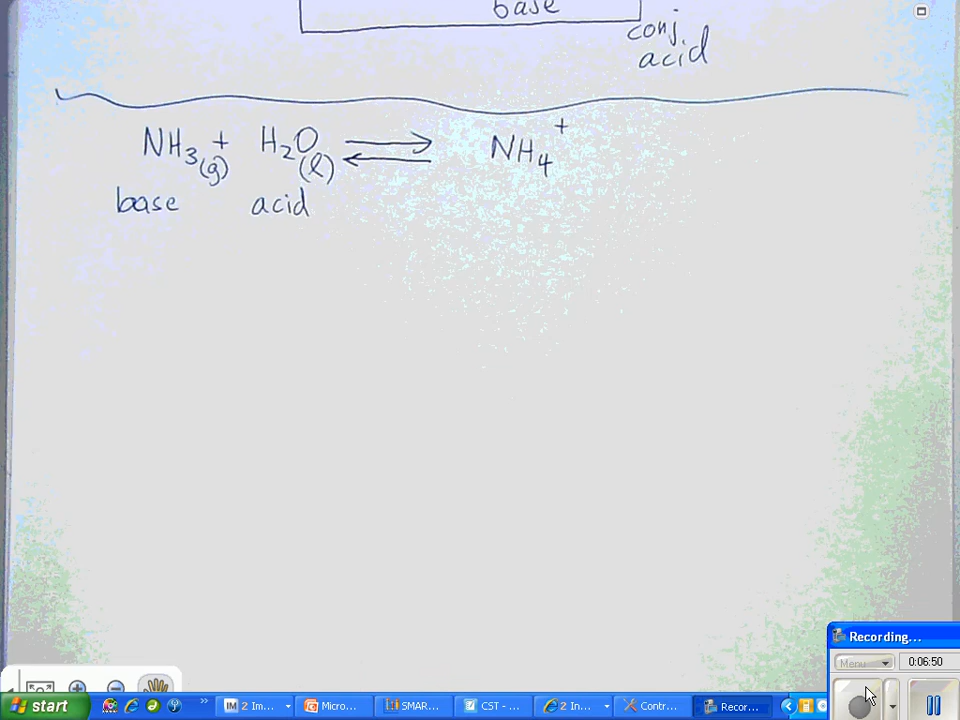 base
conj.
acid
NH3(g) + H2O(l) ⇌ NH4+
base acid
Recording...
Menu 0:06:50
start 2 Im... Micro... SMAR... CST - ... 2 In... Contr... Recor...